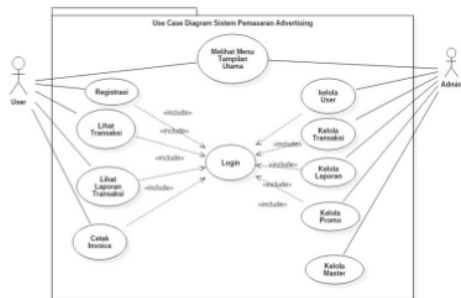 Use Case Diagram Sistem Pemasaran Advertising
Melihat Menu
Tampilan
Utama
User
Admin
Registrasi
kelola
User
«include»
«include»
Lihat
Transaksi
«include»
Kelola
Transaksi
«include»
«include»
Login
Kelola
Laporan
«include»
Lihat
Laporan
Transaksi
«include»
«include»
Kelola
Promo
Cetak
Invoice
Kelola
Master